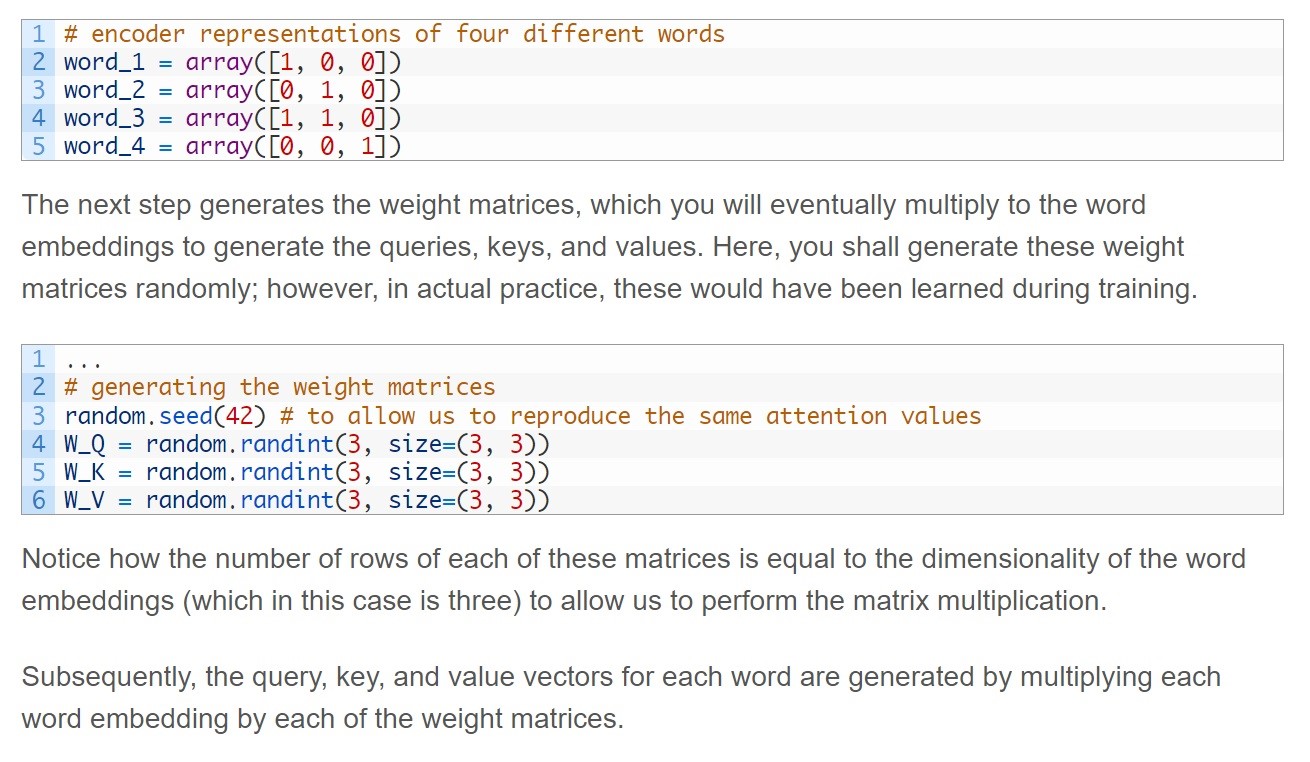 1 # encoder representations of four different words
2 word_1 = array([1, 0, 0])
3 word_2 = array([0, 1, 0])
4 word_3 = array([1, 1, 0])
5 word_4 = array([0, 0, 1])
The next step generates the weight matrices, which you will eventually multiply to the word
embeddings to generate the queries, keys, and values. Here, you shall generate these weight
matrices randomly; however, in actual practice, these would have been learned during training.
1 ...
2 # generating the weight matrices
3 random.seed(42) # to allow us to reproduce the same attention values
4 W_Q = random.randint(3, size=(3, 3))
5 W_K = random.randint(3, size=(3, 3))
6 W_V = random.randint(3, size=(3, 3))
Notice how the number of rows of each of these matrices is equal to the dimensionality of the word
embeddings (which in this case is three) to allow us to perform the matrix multiplication.
Subsequently, the query, key, and value vectors for each word are generated by multiplying each
word embedding by each of the weight matrices.